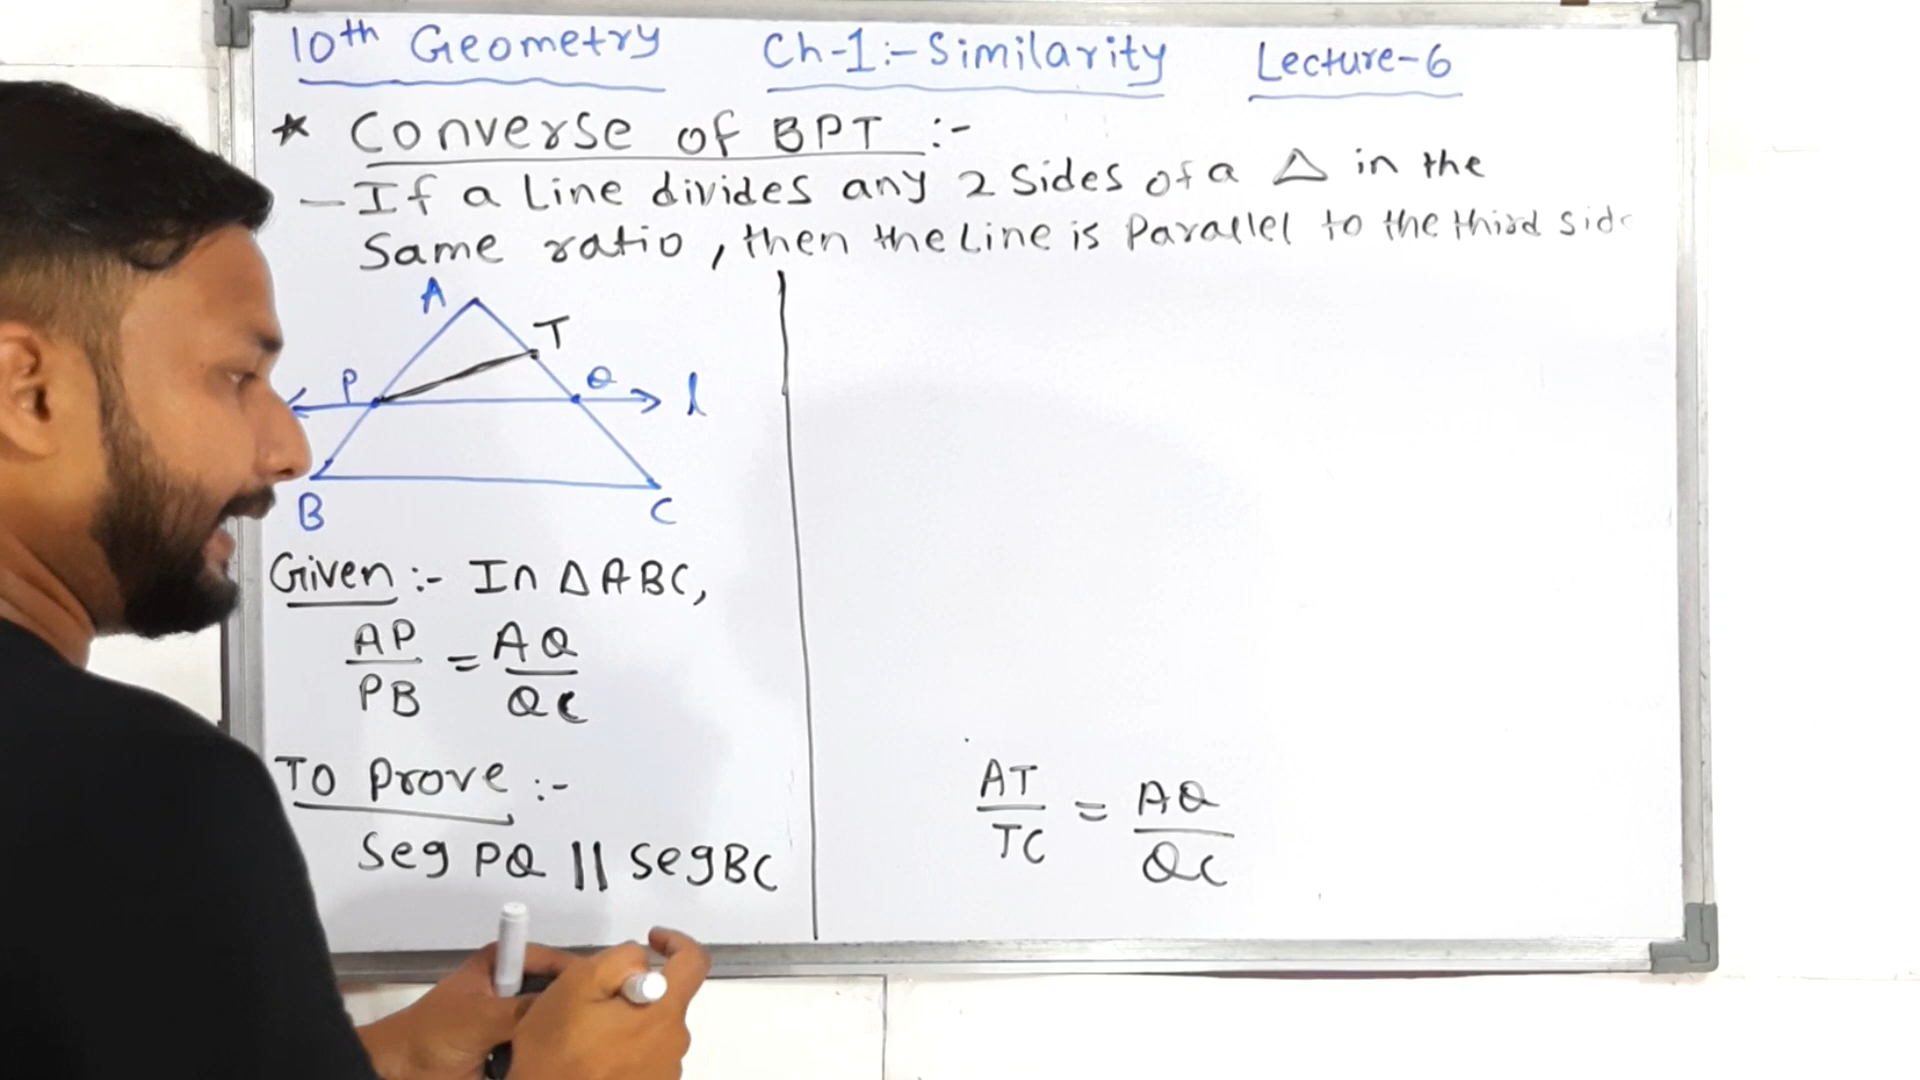 10th Geometry Ch-1:- Similarity Lecture-6
* Converse of BPT :-
- If a Line divides any 2 Sides of a △ in the
Same ratio, then the Line is Parallel to the third side
A
T
P Q l
B C
Given :- In △ABC,
AP/PB = AQ/QC
To Prove :-
Seg PQ || seg BC
AT/TC = AQ/QC